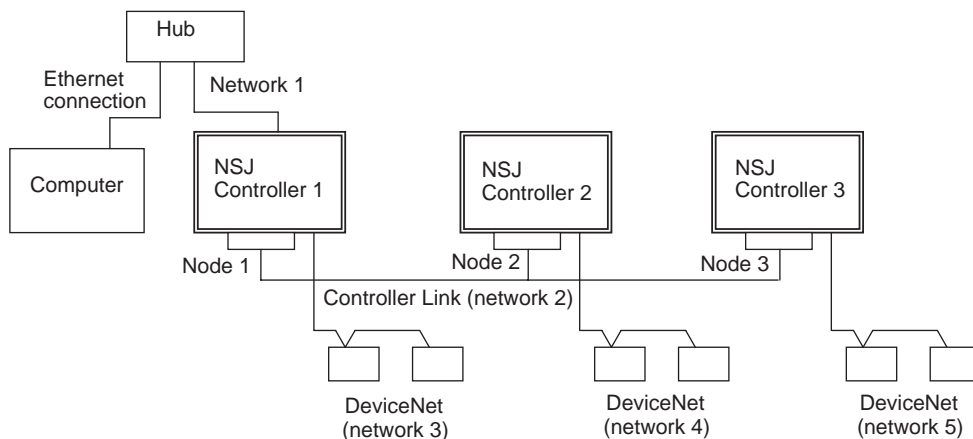 Hub
Ethernet
connection
Network 1
Computer
NSJ
Controller 1
NSJ
Controller 2
NSJ
Controller 3
Node 1
Node 2
Node 3
Controller Link (network 2)
DeviceNet
(network 3)
DeviceNet
(network 4)
DeviceNet
(network 5)